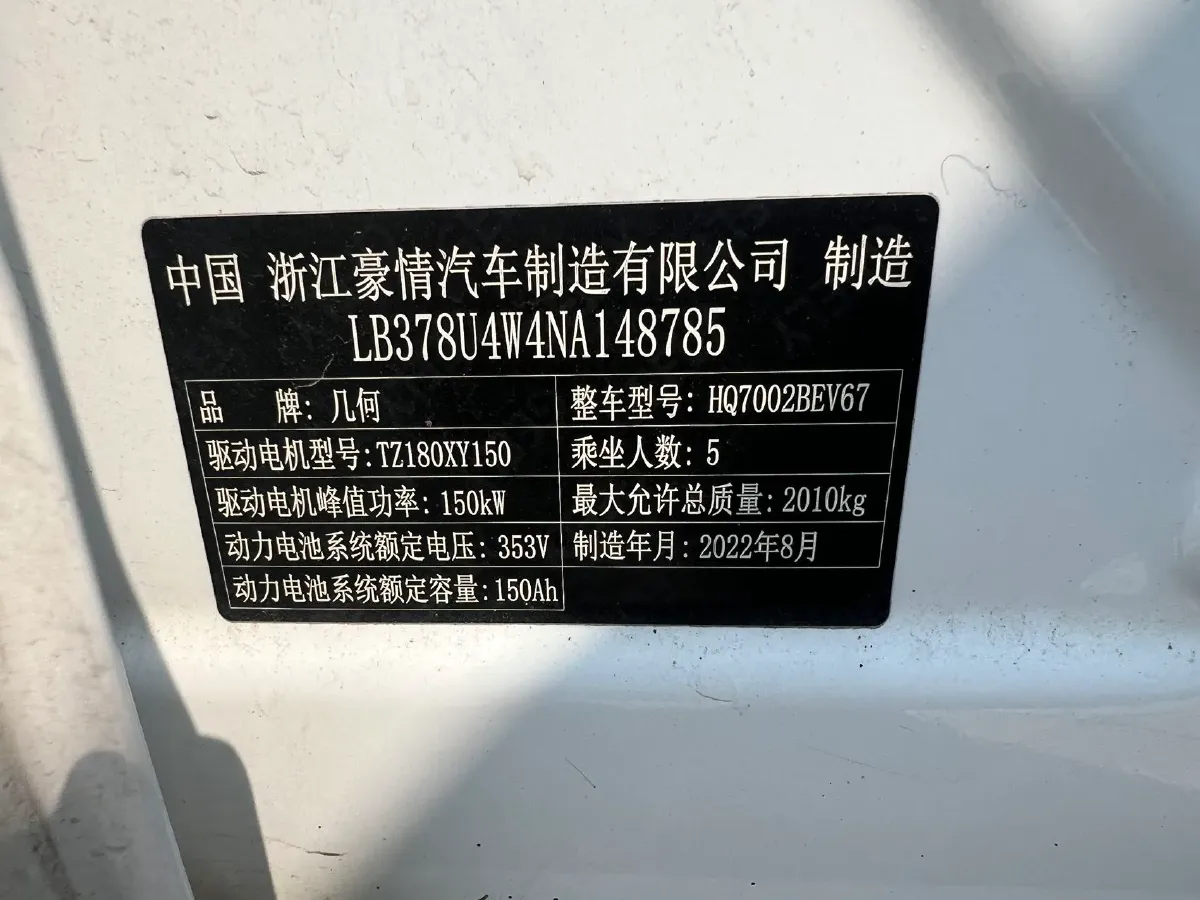 中国 浙江豪情汽车制造有限公司 制造
LB378U4W4NA148785
品 牌: 几何 整车型号: HQ7002BEV67
驱动电机型号:TZ180XY150 乘坐人数: 5
驱动电机峰值功率: 150kW 最大允许总质量: 2010kg
动力电池系统额定电压: 353V 制造年月: 2022年8月
动力电池系统额定容量: 150Ah